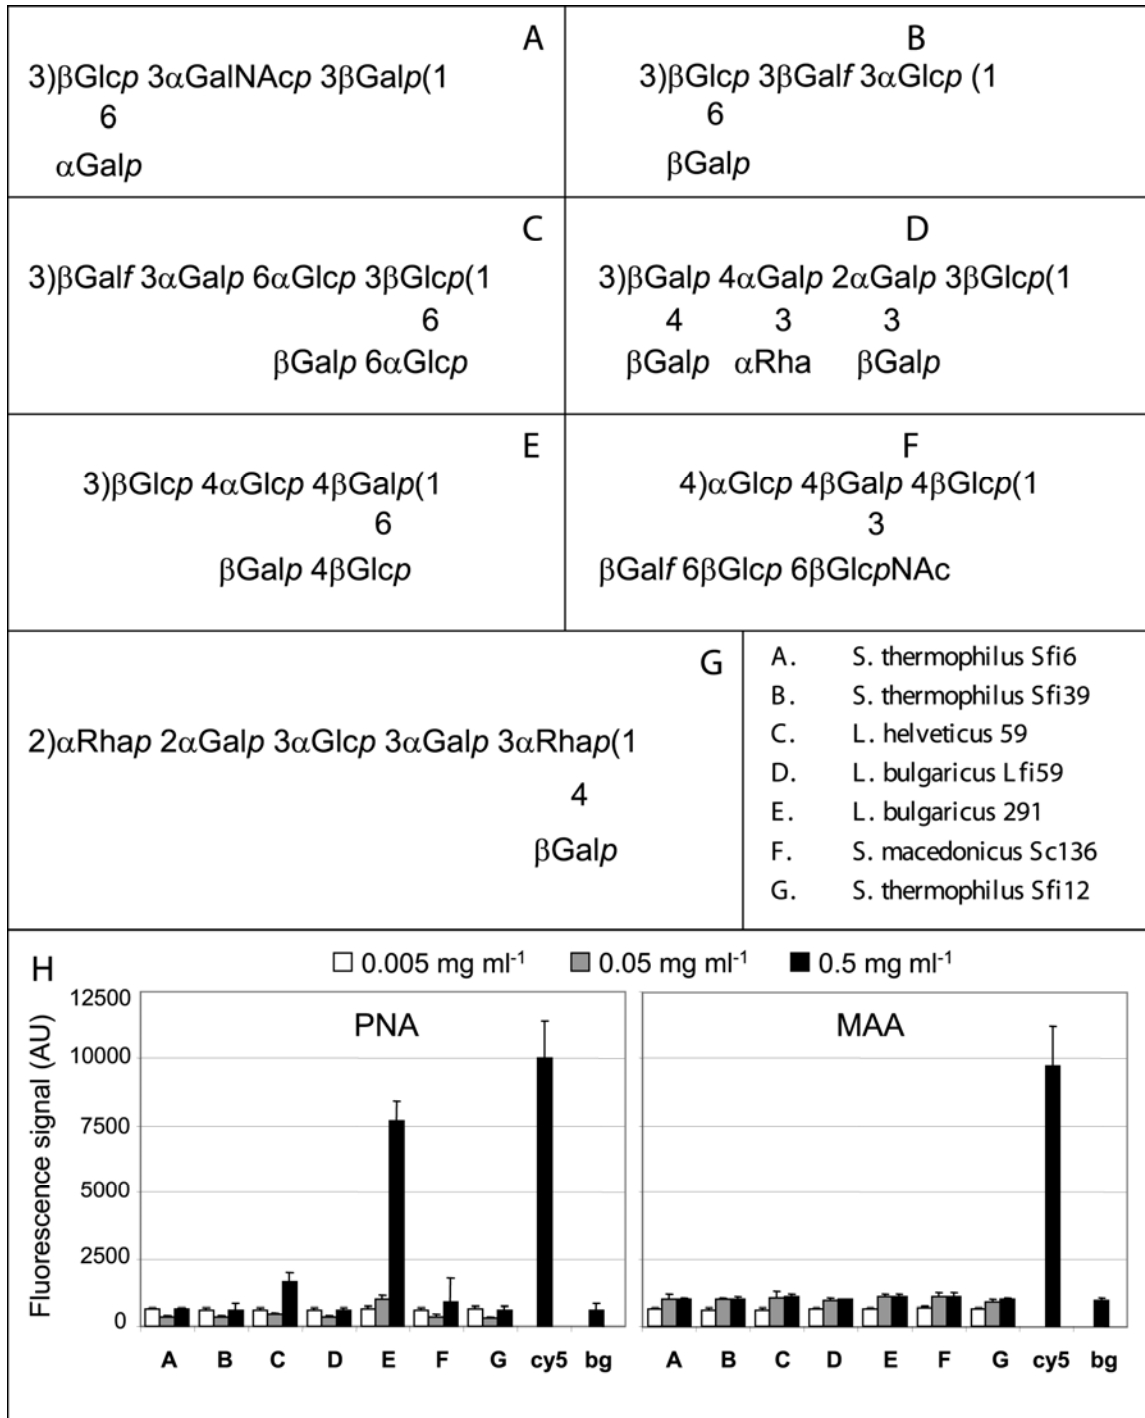 A
3)βGlcp 3αGalNAcp 3βGalp(1
6
αGalp
B
3)βGlcp 3βGalf 3αGlcp (1
6
βGalp
C
3)βGalf 3αGalp 6αGlcp 3βGlcp(1
6
βGalp 6αGlcp
D
3)βGalp 4αGalp 2αGalp 3βGlcp(1
4 3 3
βGalp αRha βGalp
E
3)βGlcp 4αGlcp 4βGalp(1
6
βGalp 4βGlcp
F
4)αGlcp 4βGalp 4βGlcp(1
3
βGalf 6βGlcp 6βGlcpNAc
G
2)αRhap 2αGalp 3αGlcp 3αGalp 3αRhap(1
4
βGalp
A. S. thermophilus Sfi6
B. S. thermophilus Sfi39
C. L. helveticus 59
D. L. bulgaricus Lfi59
E. L. bulgaricus 291
F. S. macedonicus Sc136
G. S. thermophilus Sfi12
H
0.005 mg ml⁻¹ 0.05 mg ml⁻¹ 0.5 mg ml⁻¹
Fluorescence signal (AU)
12500
10000
7500
5000
2500
0
PNA
A B C D E F G cy5 bg
MAA
A B C D E F G cy5 bg